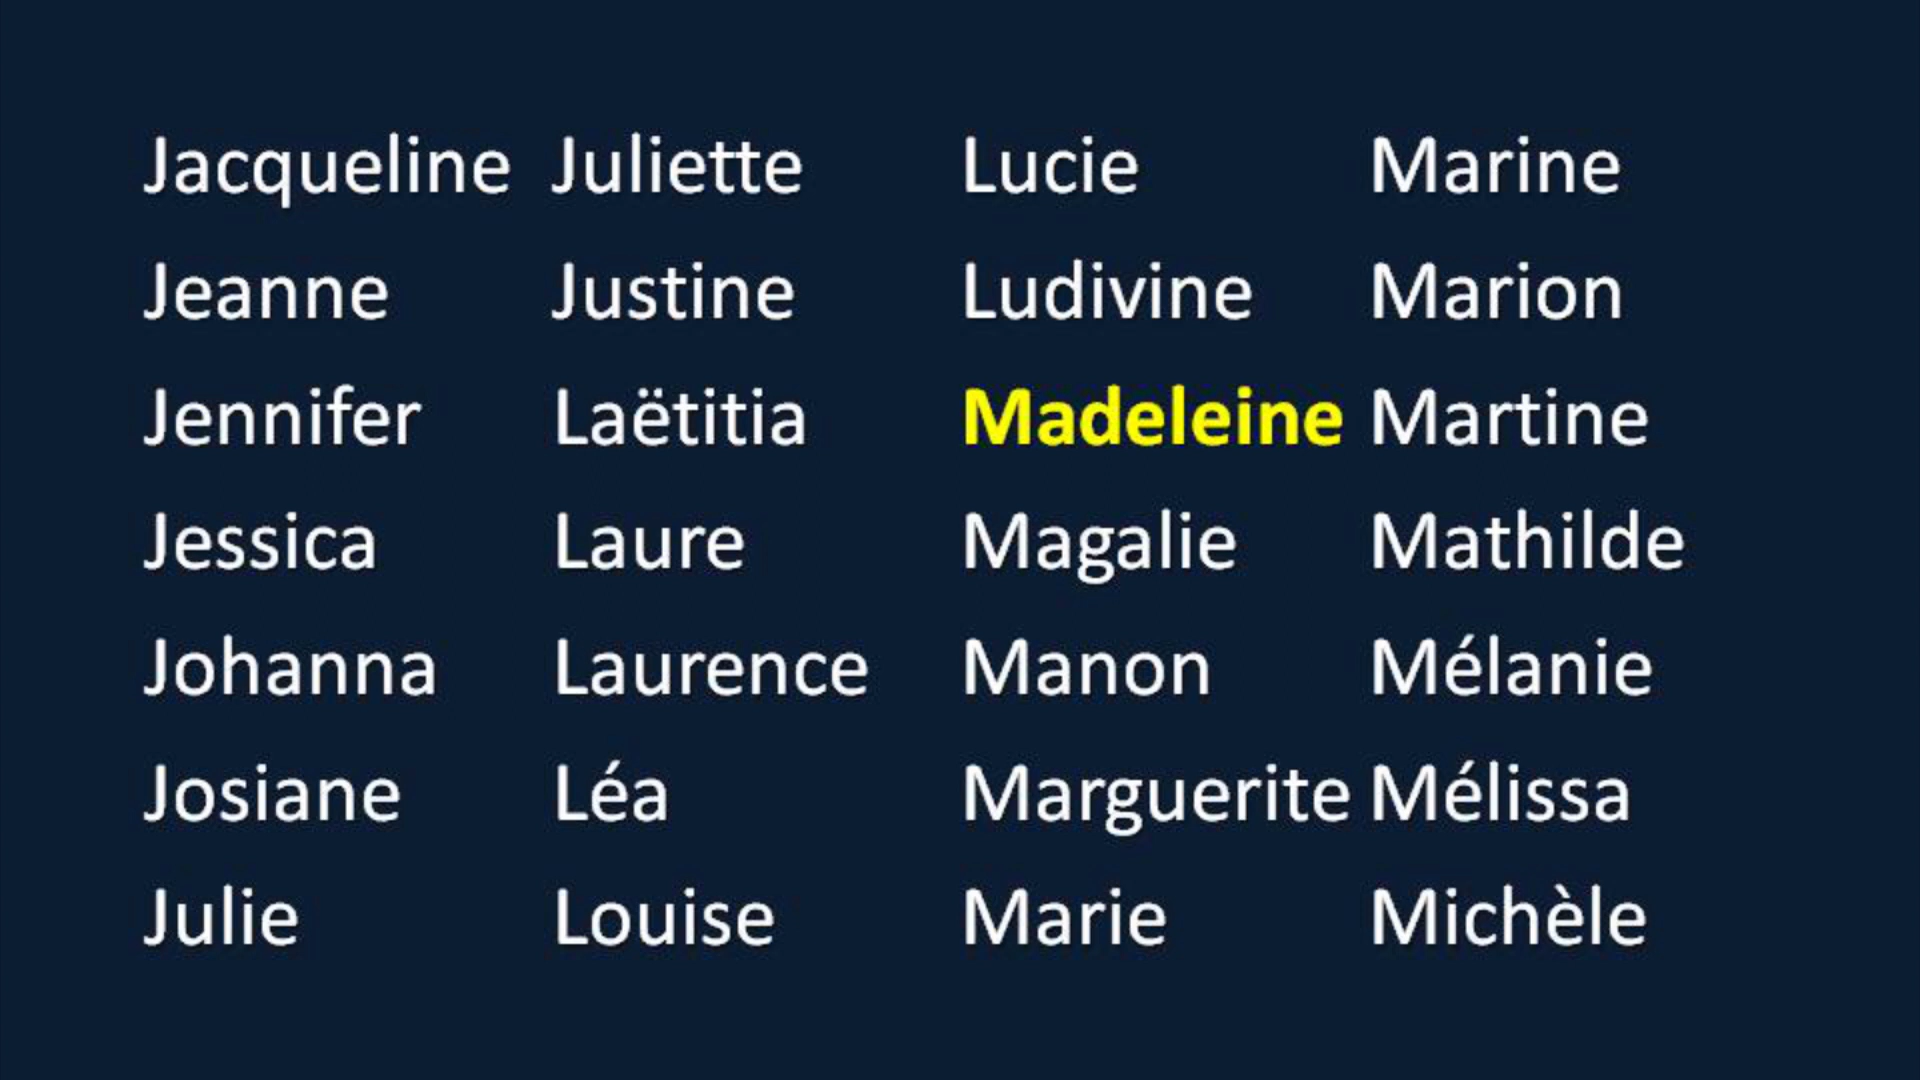 Jacqueline Juliette Lucie Marine
Jeanne Justine Ludivine Marion
Jennifer Laëtitia Madeleine Martine
Jessica Laure Magalie Mathilde
Johanna Laurence Manon Mélanie
Josiane Léa Marguerite Mélissa
Julie Louise Marie Michèle